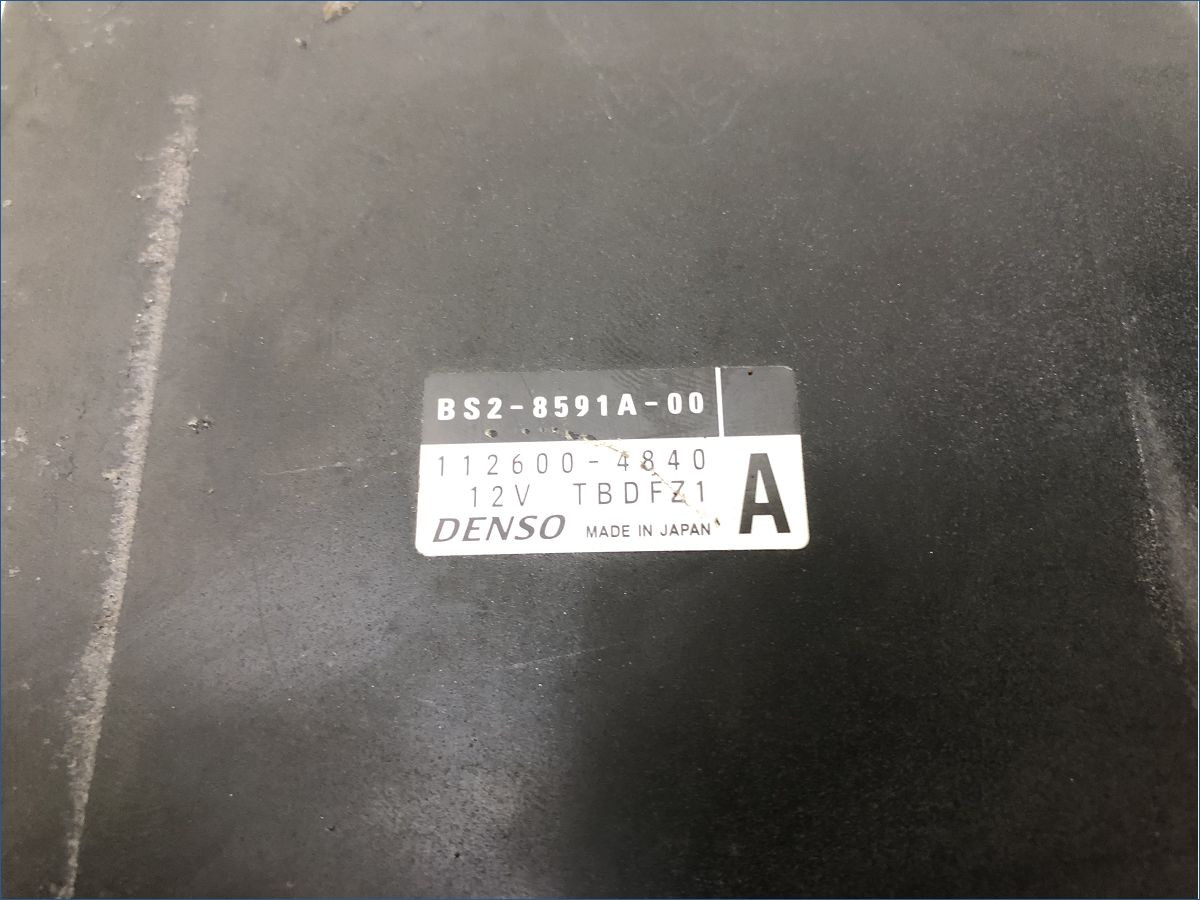 BS2-8591A-00
112600-4840
12V TBDFZ1
A
DENSO MADE IN JAPAN